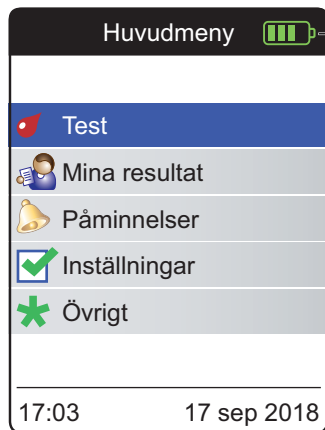 Huvudmeny
Test
Mina resultat
Påminnelser
Inställningar
Övrigt
17:03 17 sep 2018